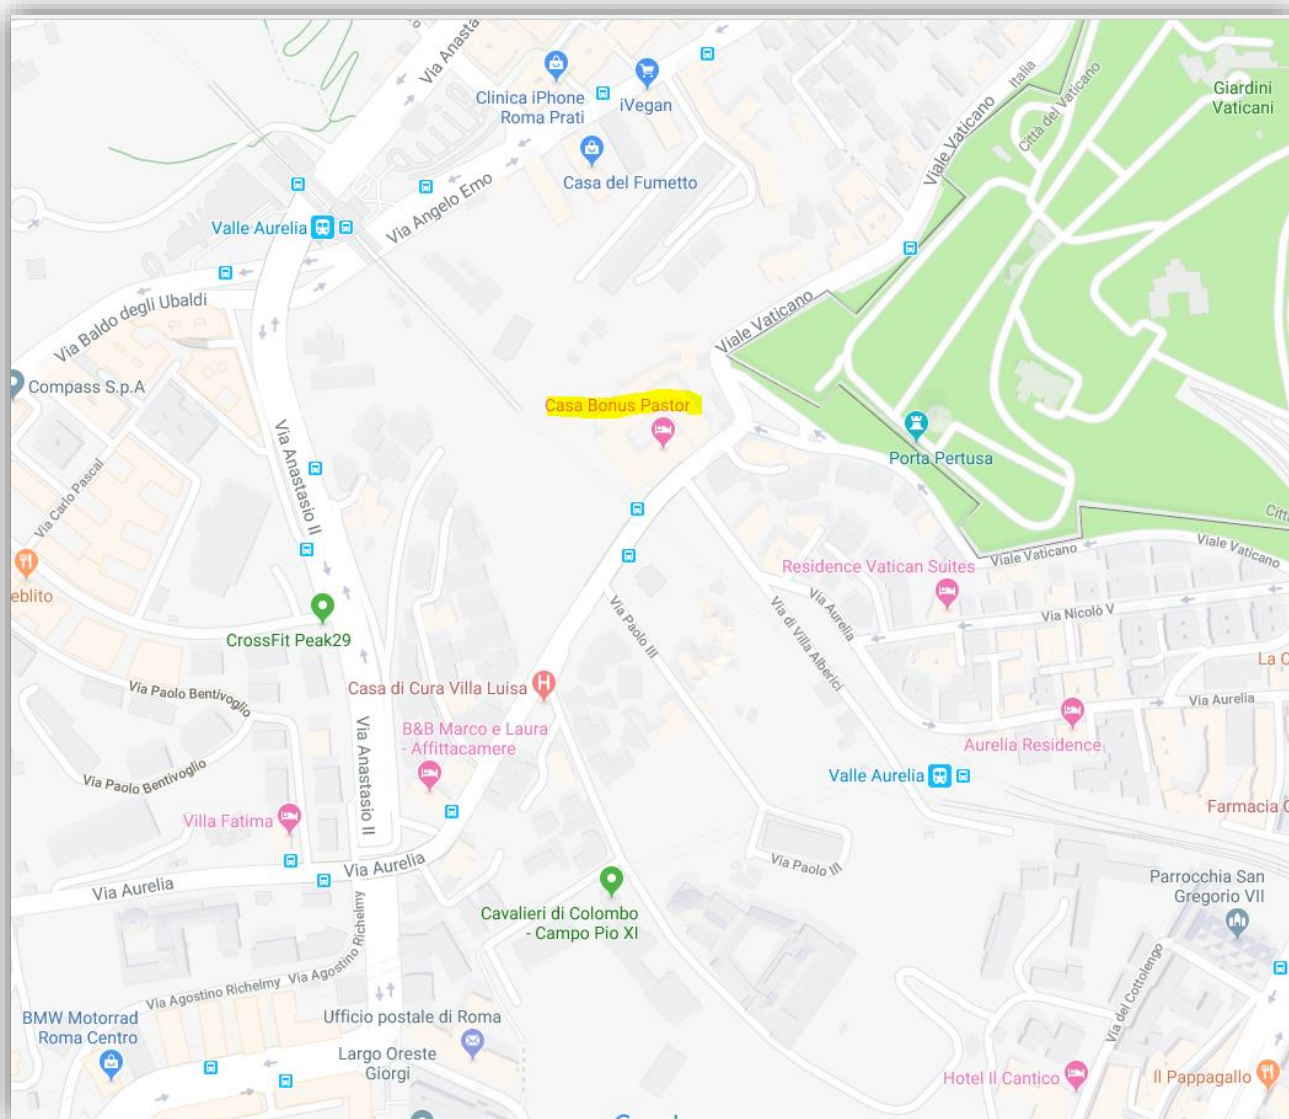 Via Anasta
Via Anasta
Clinica iPhone
Roma Prati
iVegan
Casa del Fumetto
Viale Vaticano
Italia
Città del Vaticano
Giardini
Vaticani
Valle Aurelia
Via Angelo Emo
Via Baldo degli Ubaldi
Viale Vaticano
Compass S.p.A
Casa Bonus Pastor
Porta Pertusa
Via Carlo Pascal
Via Anastasio II
Città
Viale Vaticano
Viale Vaticano
eblito
Residence Vatican Suites
CrossFit Peak29
Via Paolo III
Via Aurelia
Via di Villa Alberici
Via Nicolò V
La C
Via Paolo Bentivoglio
Casa di Cura Villa Luisa
Via Aurelia
B&B Marco e Laura
- Affittacamere
Via Anastasio II
Aurelia Residence
Via Paolo Bentivoglio
Valle Aurelia
Villa Fatima
Farmacia C
Via Aurelia
Via Aurelia
Via Paolo III
Parrocchia San
Gregorio VII
Cavalieri di Colombo
- Campo Pio XI
Via Agostino Richelmy
Via Agostino Richelmy
Via del Cottolengo
BMW Motorrad
Roma Centro
Ufficio postale di Roma
Largo Oreste
Giorgi
Hotel Il Cantico
Il Pappagallo